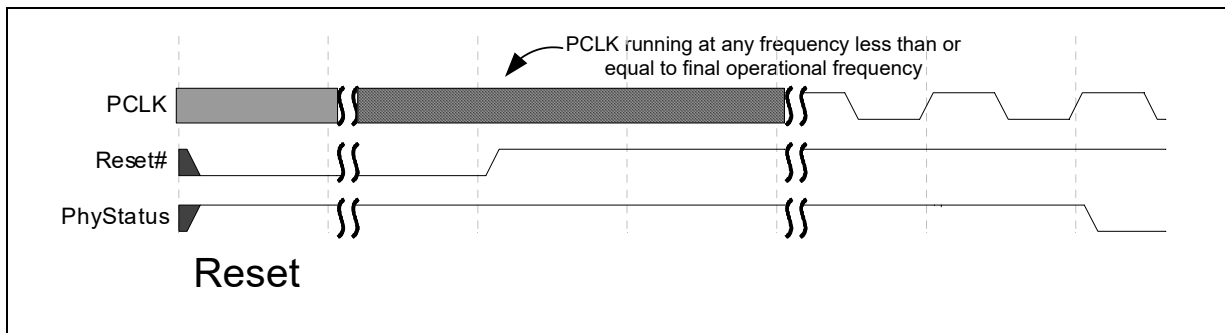 PCLK running at any frequency less than or
equal to final operational frequency
PCLK
Reset#
PhyStatus
Reset